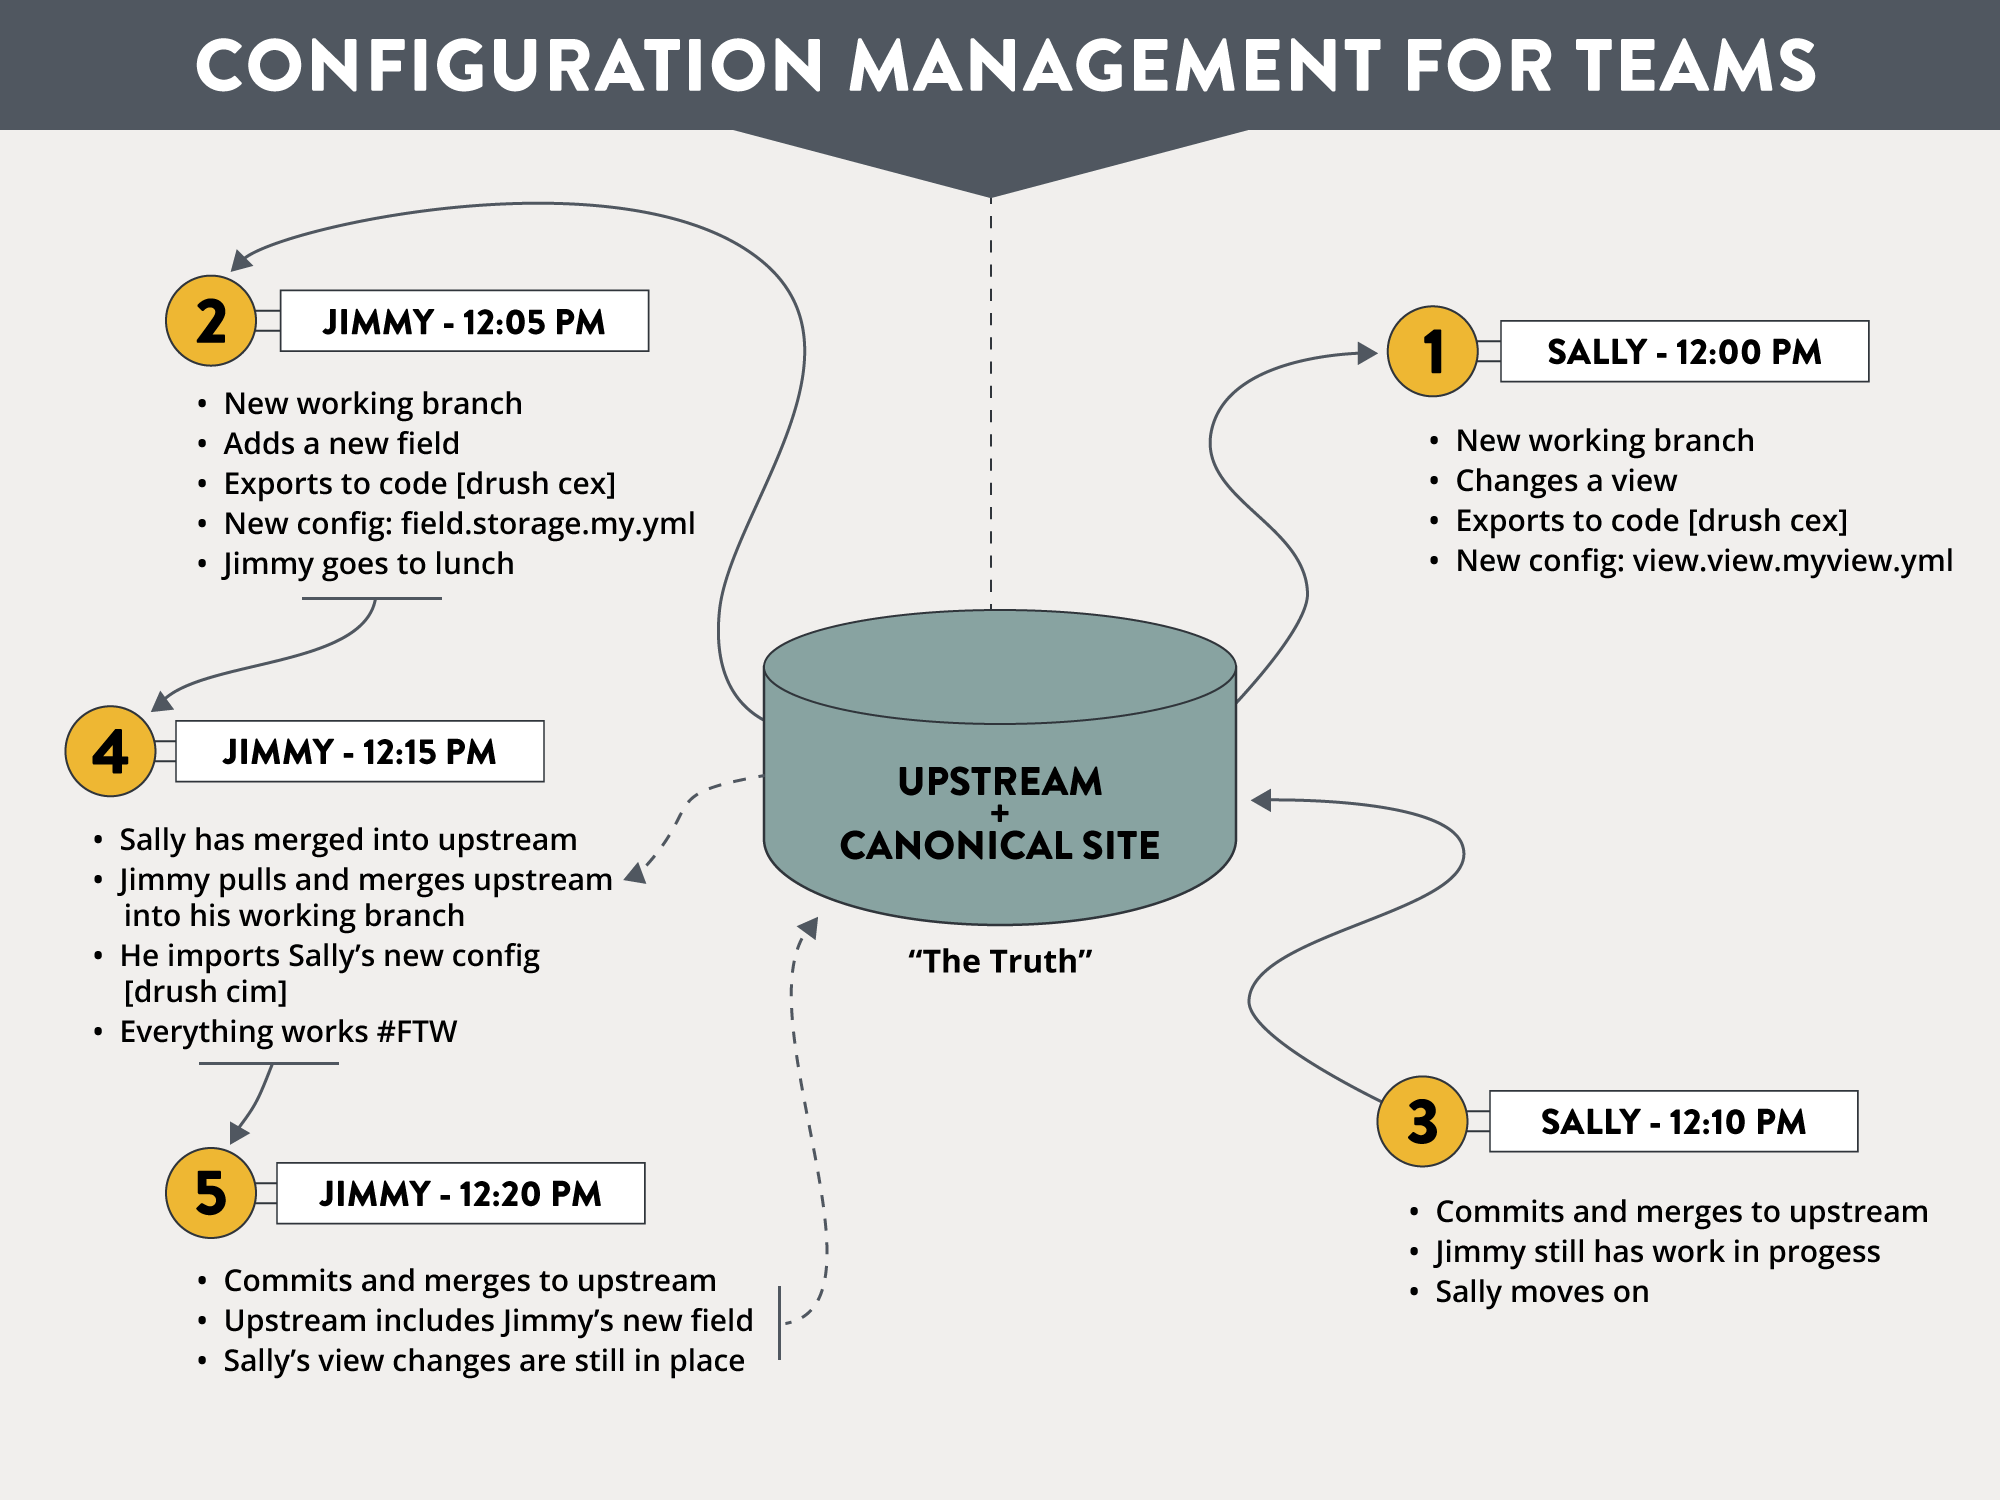 CONFIGURATION MANAGEMENT FOR TEAMS
1
SALLY - 12:00 PM
• New working branch
• Changes a view
• Exports to code [drush cex]
• New config: view.view.myview.yml
2
JIMMY - 12:05 PM
• New working branch
• Adds a new field
• Exports to code [drush cex]
• New config: field.storage.my.yml
• Jimmy goes to lunch
UPSTREAM
+
CANONICAL SITE
“The Truth”
3
SALLY - 12:10 PM
• Commits and merges to upstream
• Jimmy still has work in progess
• Sally moves on
4
JIMMY - 12:15 PM
• Sally has merged into upstream
• Jimmy pulls and merges upstream
into his working branch
• He imports Sally’s new config
[drush cim]
• Everything works #FTW
5
JIMMY - 12:20 PM
• Commits and merges to upstream
• Upstream includes Jimmy’s new field
• Sally’s view changes are still in place